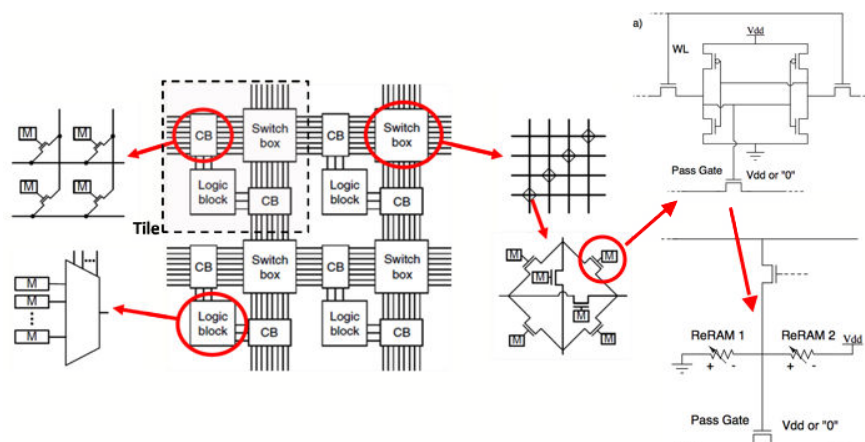 a)
Vdd
WL
Pass Gate
Vdd or "0"
M
M
M
M
CB
Switch
box
CB
Switch
box
Logic
block
CB
Logic
block
CB
Tile
M
M
M
M
M
M
CB
Switch
box
CB
Switch
box
Logic
block
CB
Logic
block
CB
M
M
M
ReRAM 1
ReRAM 2
Vdd
+ -
+ -
Pass Gate
Vdd or "0"